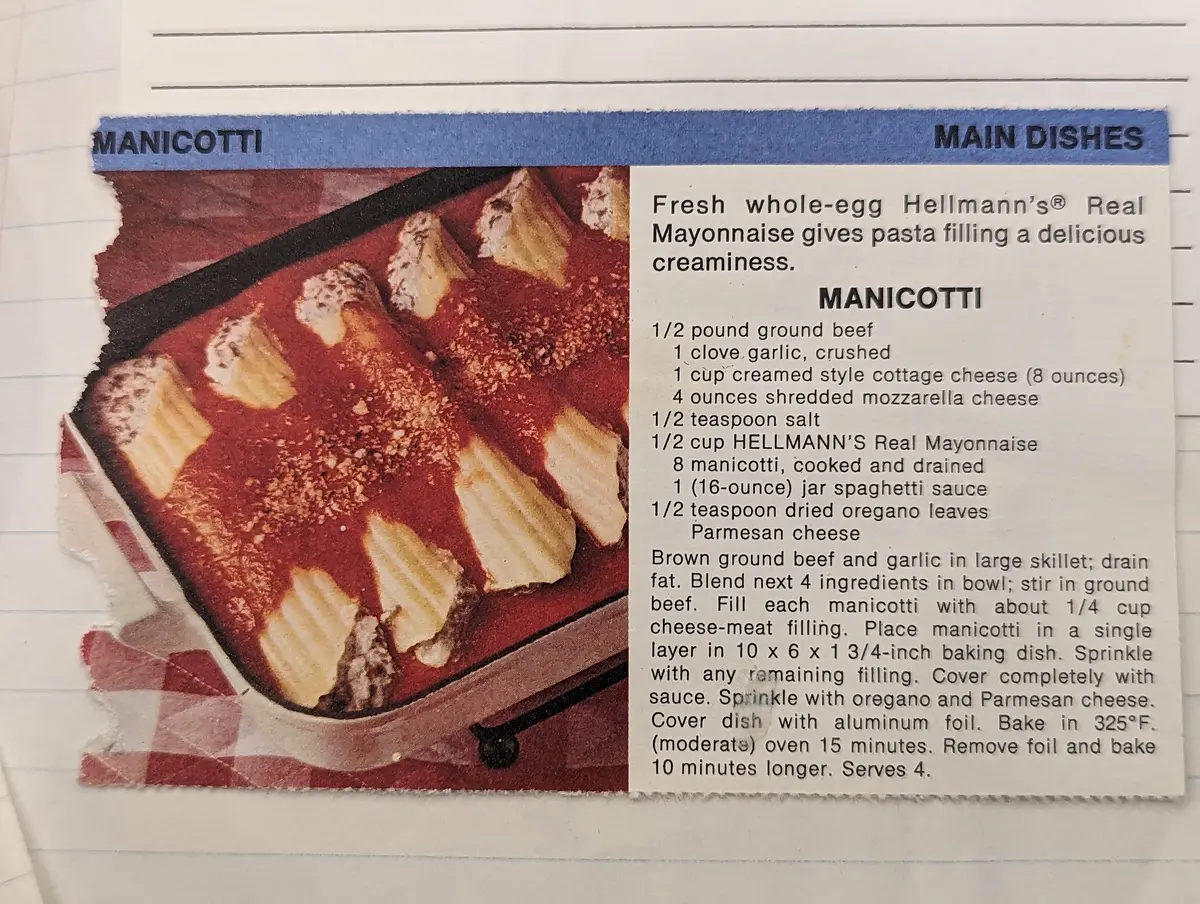 MANICOTTI MAIN DISHES
Fresh whole-egg Hellmann's® Real
Mayonnaise gives pasta filling a delicious
creaminess.
MANICOTTI
1/2 pound ground beef
1 clove garlic, crushed
1 cup creamed style cottage cheese (8 ounces)
4 ounces shredded mozzarella cheese
1/2 teaspoon salt
1/2 cup HELLMANN'S Real Mayonnaise
8 manicotti, cooked and drained
1 (16-ounce) jar spaghetti sauce
1/2 teaspoon dried oregano leaves
Parmesan cheese
Brown ground beef and garlic in large skillet; drain
fat. Blend next 4 ingredients in bowl; stir in ground
beef. Fill each manicotti with about 1/4 cup
cheese-meat filling. Place manicotti in a single
layer in 10 x 6 x 1 3/4-inch baking dish. Sprinkle
with any remaining filling. Cover completely with
sauce. Sprinkle with oregano and Parmesan cheese.
Cover dish with aluminum foil. Bake in 325°F.
(moderate) oven 15 minutes. Remove foil and bake
10 minutes longer. Serves 4.